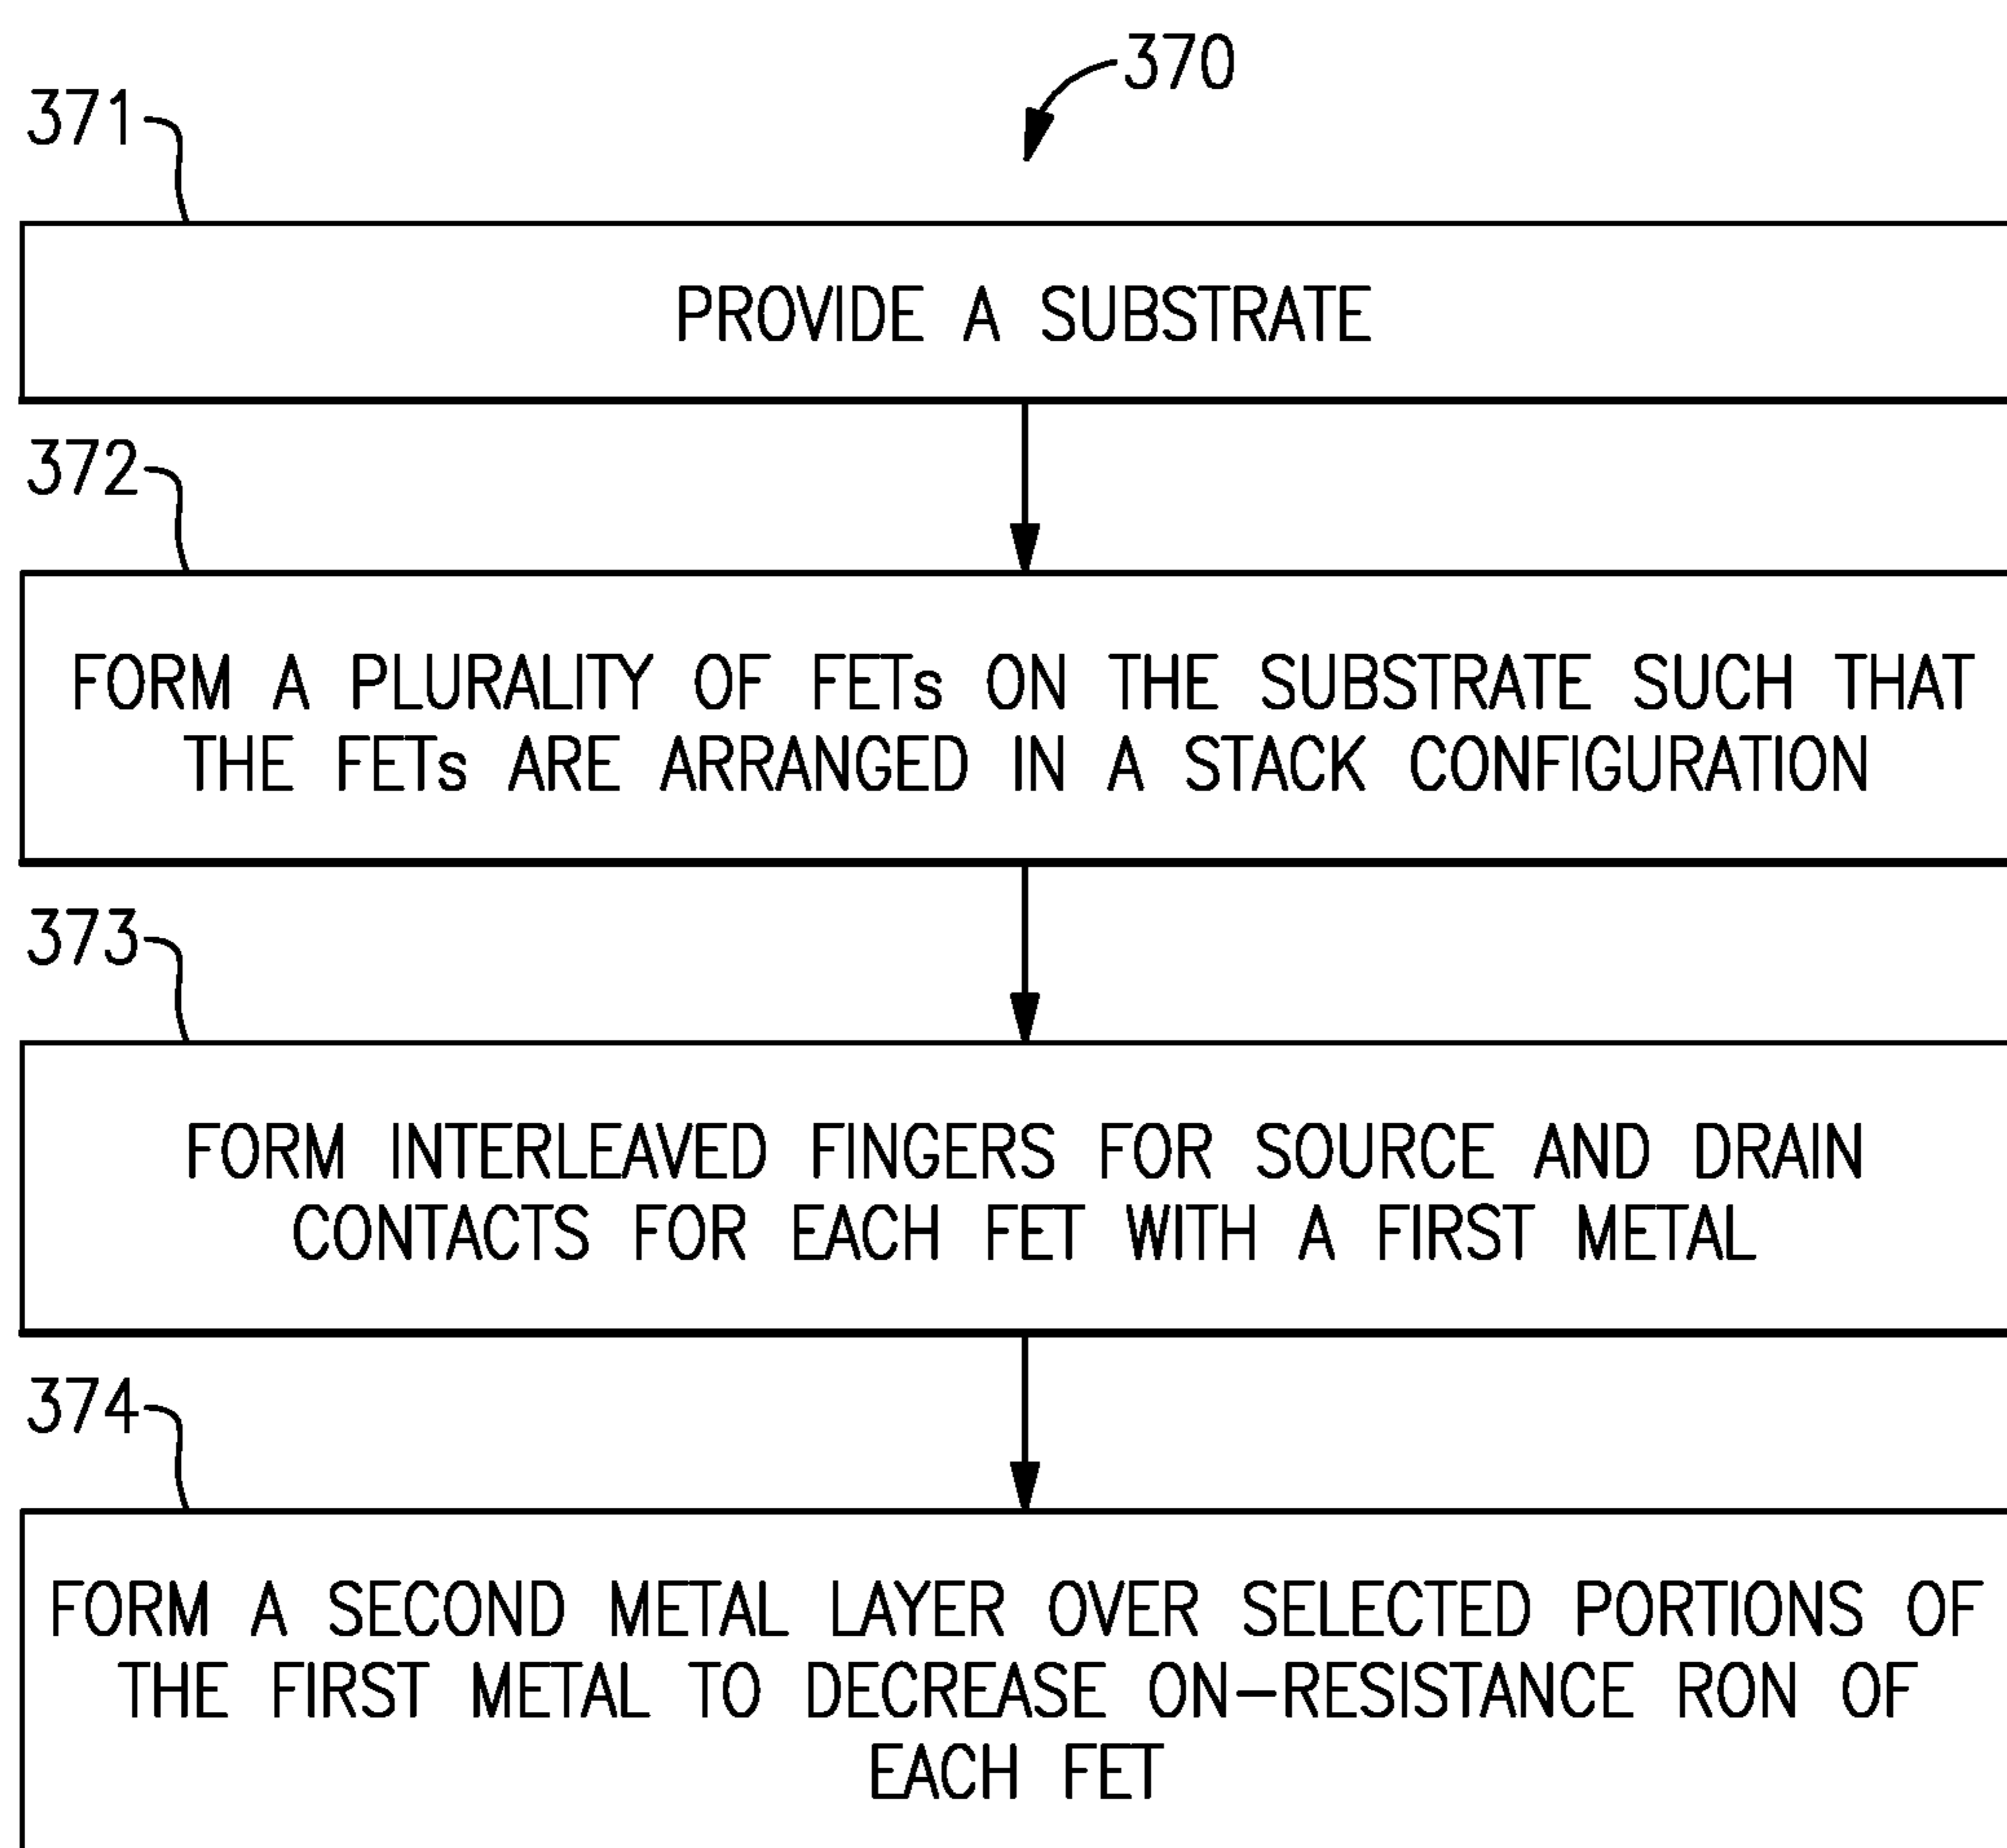 370
371
PROVIDE A SUBSTRATE
372
FORM A PLURALITY OF FETs ON THE SUBSTRATE SUCH THAT
THE FETs ARE ARRANGED IN A STACK CONFIGURATION
373
FORM INTERLEAVED FINGERS FOR SOURCE AND DRAIN
CONTACTS FOR EACH FET WITH A FIRST METAL
374
FORM A SECOND METAL LAYER OVER SELECTED PORTIONS OF
THE FIRST METAL TO DECREASE ON-RESISTANCE RON OF
EACH FET